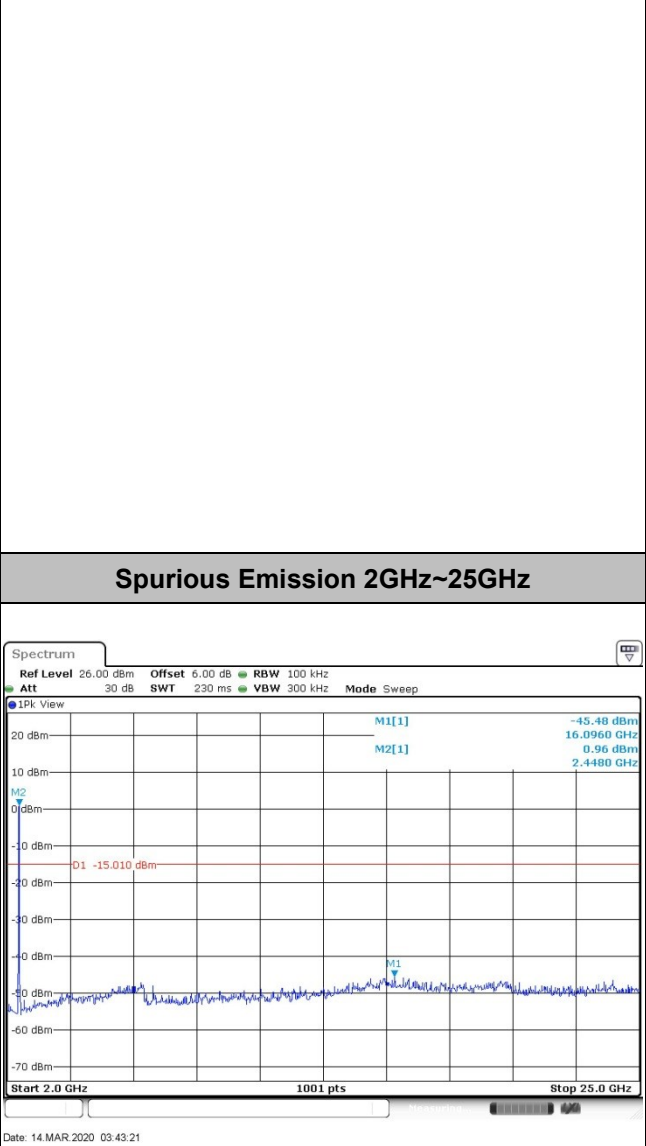 Spurious Emission 2GHz~25GHz
Spectrum
Ref Level 26.00 dBm Offset 6.00 dB RBW 100 kHz
Att 30 dB SWT 230 ms VBW 300 kHz Mode Sweep
1Pk View
M1[1] -45.48 dBm
16.0960 GHz
M2[1] 0.96 dBm
2.4480 GHz
20 dBm
10 dBm
M2
0 dBm
-10 dBm
D1 -15.010 dBm
-20 dBm
-30 dBm
-40 dBm
M1
-50 dBm
-60 dBm
-70 dBm
Start 2.0 GHz 1001 pts Stop 25.0 GHz
Measuring...
Date: 14.MAR.2020 03:43:21